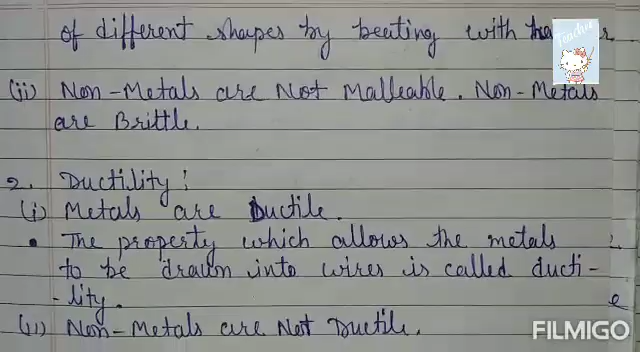 of different shapes by beating with
(ii) Non-Metals are Not Malleable. Non-Metals
are Brittle.
2. Ductility:
(i) Metals are Ductile.
• The property which allows the metals
to be drawn into wires is called ducti-
-lity.
(ii) Non-Metals are Not Ductile.
Teacher
FILMIGO